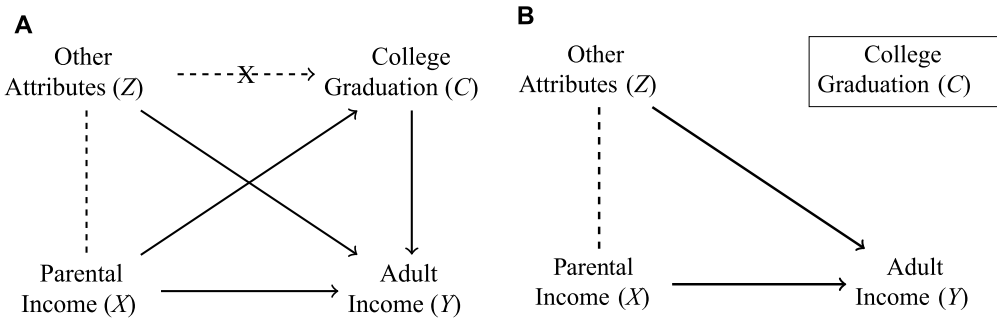 A
Other
Attributes (Z)
X
College
Graduation (C)
Parental
Income (X)
Adult
Income (Y)
B
Other
Attributes (Z)
College
Graduation (C)
Parental
Income (X)
Adult
Income (Y)